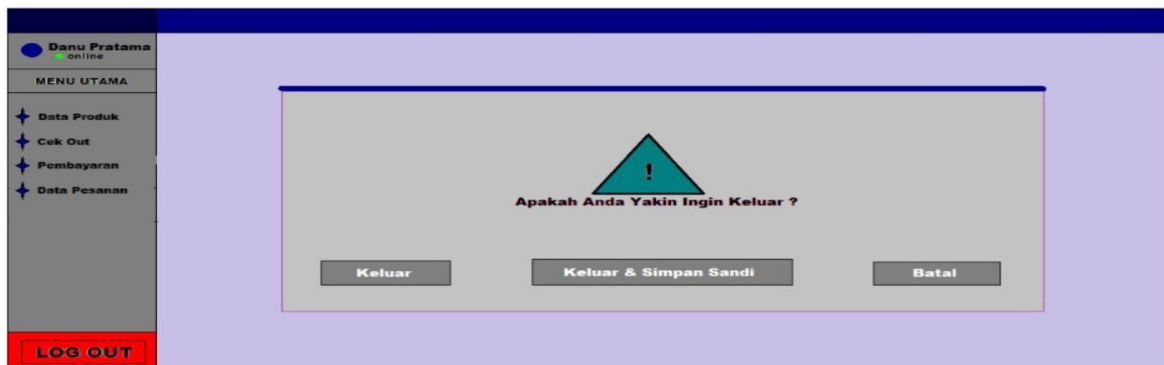 Danu Pratama
online
MENU UTAMA
Data Produk
Cek Out
Pembayaran
Data Pesanan
LOG OUT
!
Apakah Anda Yakin Ingin Keluar ?
Keluar
Keluar & Simpan Sandi
Batal